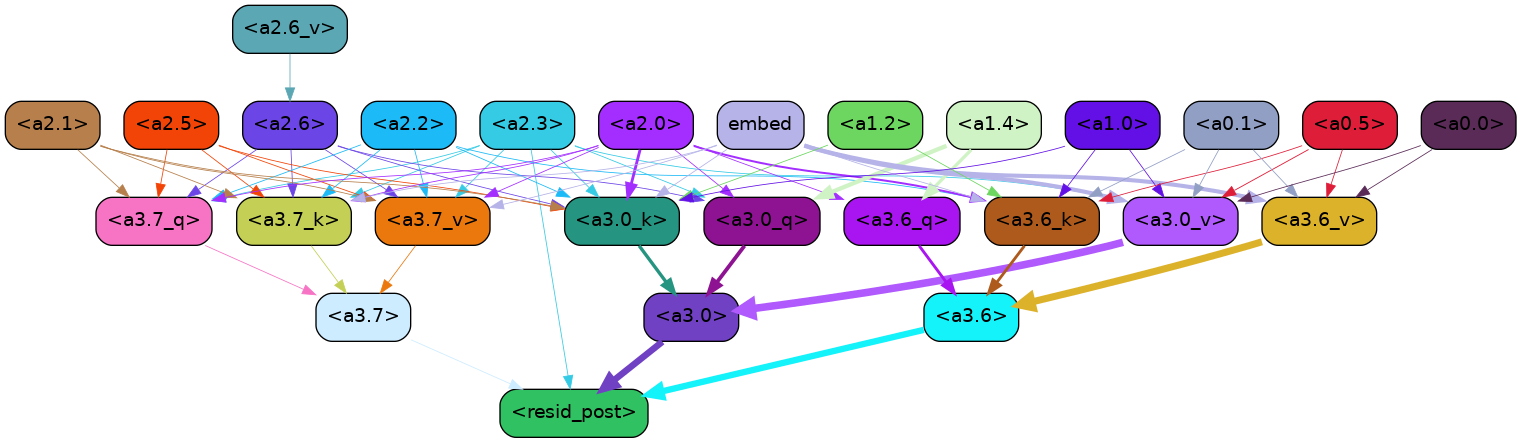 <a2.6_v>
<a2.1> <a2.5> <a2.6> <a2.2> <a2.3> <a2.0> embed <a1.2> <a1.4> <a1.0> <a0.1> <a0.5> <a0.0>
<a3.7_q> <a3.7_k> <a3.7_v> <a3.0_k> <a3.0_q> <a3.6_q> <a3.6_k> <a3.0_v> <a3.6_v>
<a3.7> <a3.0> <a3.6>
<resid_post>